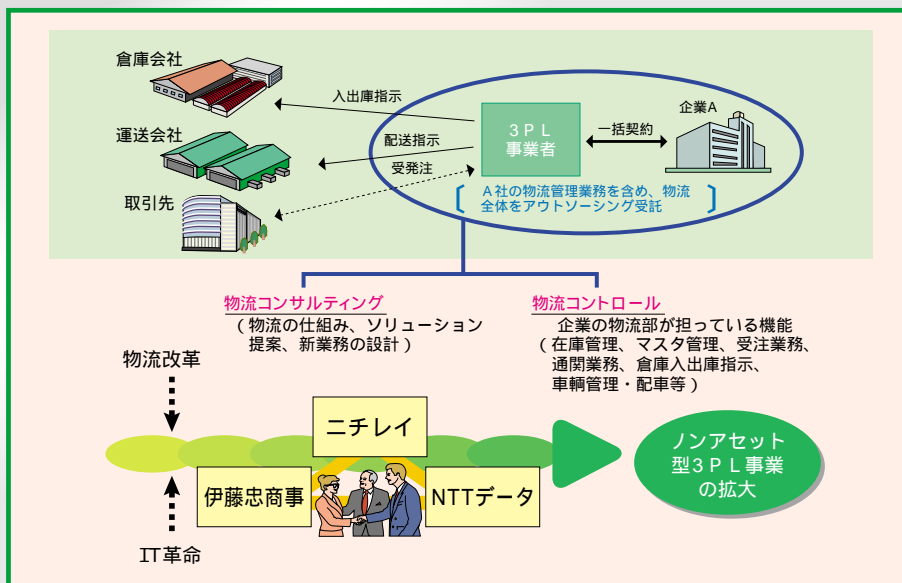 倉庫会社
入出庫指示
3PL
事業者
一括契約
企業A
運送会社
配送指示
受発注
取引先
A社の物流管理業務を含め、物流
全体をアウトソーシング受託
物流コンサルティング
(物流の仕組み、ソリューション
提案、新業務の設計)
物流コントロール
企業の物流部が担っている機能
(在庫管理、マスタ管理、受注業務、
通関業務、倉庫入出庫指示、
車輌管理・配車等)
物流改革
ニチレイ
伊藤忠商事
NTTデータ
IT革命
ノンアセット
型3PL事業
の拡大